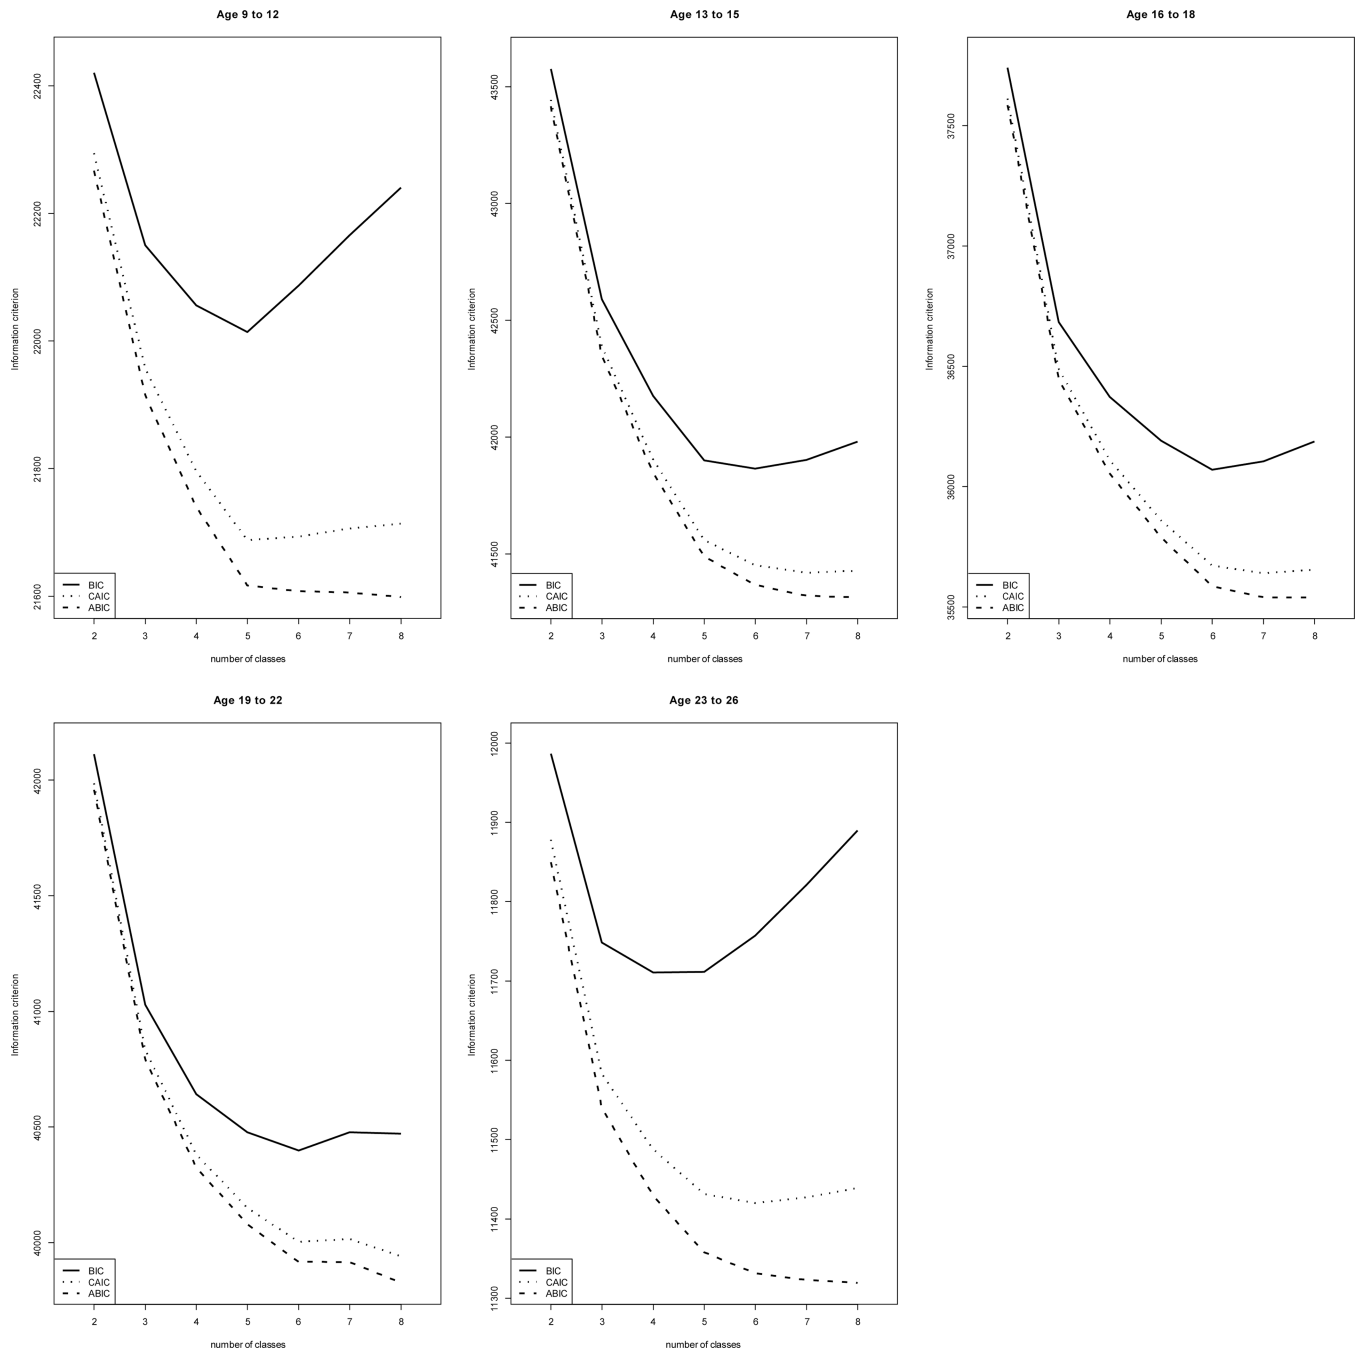 Age 9 to 12
Information criterion
22400
22200
22000
21800
21600
BIC
CAIC
ABIC
2 3 4 5 6 7 8
number of classes
Age 13 to 15
Information criterion
43500
43000
42500
42000
41500
BIC
CAIC
ABIC
2 3 4 5 6 7 8
number of classes
Age 16 to 18
Information criterion
37500
37000
36500
36000
35500
BIC
CAIC
ABIC
2 3 4 5 6 7 8
number of classes
Age 19 to 22
Information criterion
42000
41500
41000
40500
40000
BIC
CAIC
ABIC
2 3 4 5 6 7 8
number of classes
Age 23 to 26
Information criterion
12000
11900
11800
11700
11600
11500
11400
11300
BIC
CAIC
ABIC
2 3 4 5 6 7 8
number of classes